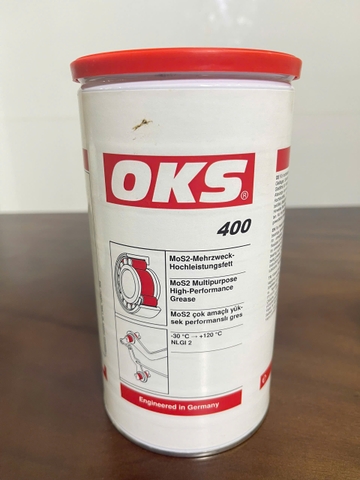 OKS®
400
MoS2-Mehrzweck-
Hochleistungsfett
MoS2 Multipurpose
High-Performance
Grease
MoS2 çok amaçlı yük-
sek performanslı gres
-30 °C → +120 °C
NLGI 2
Engineered in Germany